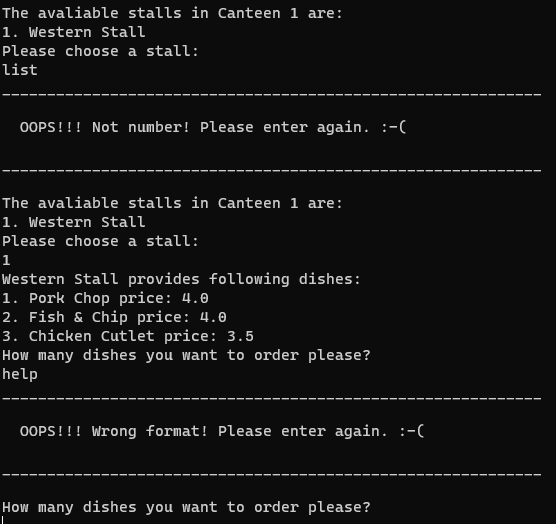 The avaliable stalls in Canteen 1 are:
1. Western Stall
Please choose a stall:
list
____________________________________________________________
OOPS!!! Not number! Please enter again. :-(
____________________________________________________________
The avaliable stalls in Canteen 1 are:
1. Western Stall
Please choose a stall:
1
Western Stall provides following dishes:
1. Pork Chop price: 4.0
2. Fish & Chip price: 4.0
3. Chicken Cutlet price: 3.5
How many dishes you want to order please?
help
____________________________________________________________
OOPS!!! Wrong format! Please enter again. :-(
____________________________________________________________
How many dishes you want to order please?